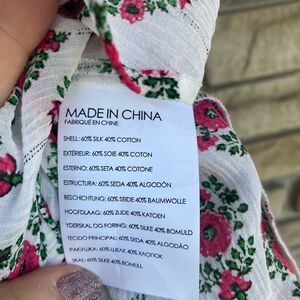 MADE IN CHINA
FABRIQUÉ EN CHINE
SHELL: 60% SILK 40% COTTON
EXTÉRIEUR: 60% SOIE 40% COTON
ESTERNO: 60% SETA 40% COTONE
ESTRUCTURA: 60% SEDA 40% ALGODÓN
BESCHICHTUNG: 60% SEIDE 40% BAUMWOLLE
HOOFDLAAG: 60% ZIJDE 40% KATOEN
YDERSKAL OG FORING: 60% SILKE 40% BOMULD
TECIDO PRINCIPAL: 60% SEDA 40% ALGODÃO
60% 40%
SKAL: 60% SILKE 40% BOMULL